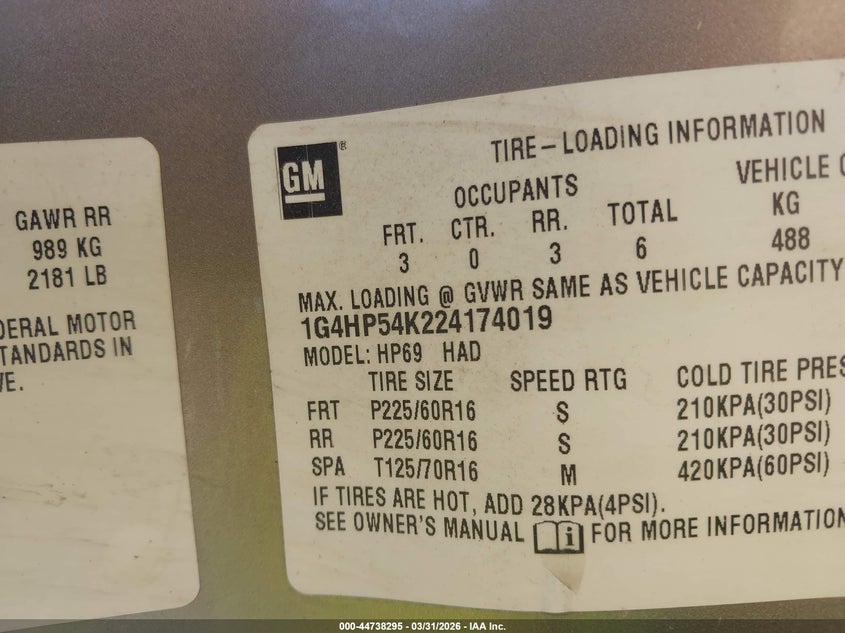 GAWR RR
989 KG
2181 LB
DERAL MOTOR
TANDARDS IN
VE.
GM
®
TIRE-LOADING INFORMATION
OCCUPANTS VEHICLE C
FRT. CTR. RR. TOTAL KG
3 0 3 6 488
MAX. LOADING @ GVWR SAME AS VEHICLE CAPACITY
1G4HP54K224174019
MODEL: HP69 HAD
TIRE SIZE SPEED RTG COLD TIRE PRES
FRT P225/60R16 S 210KPA(30PSI)
RR P225/60R16 S 210KPA(30PSI)
SPA T125/70R16 M 420KPA(60PSI)
IF TIRES ARE HOT, ADD 28KPA(4PSI).
SEE OWNER'S MANUAL i FOR MORE INFORMATION
000-44738295 - 03/31/2026 - IAA Inc.